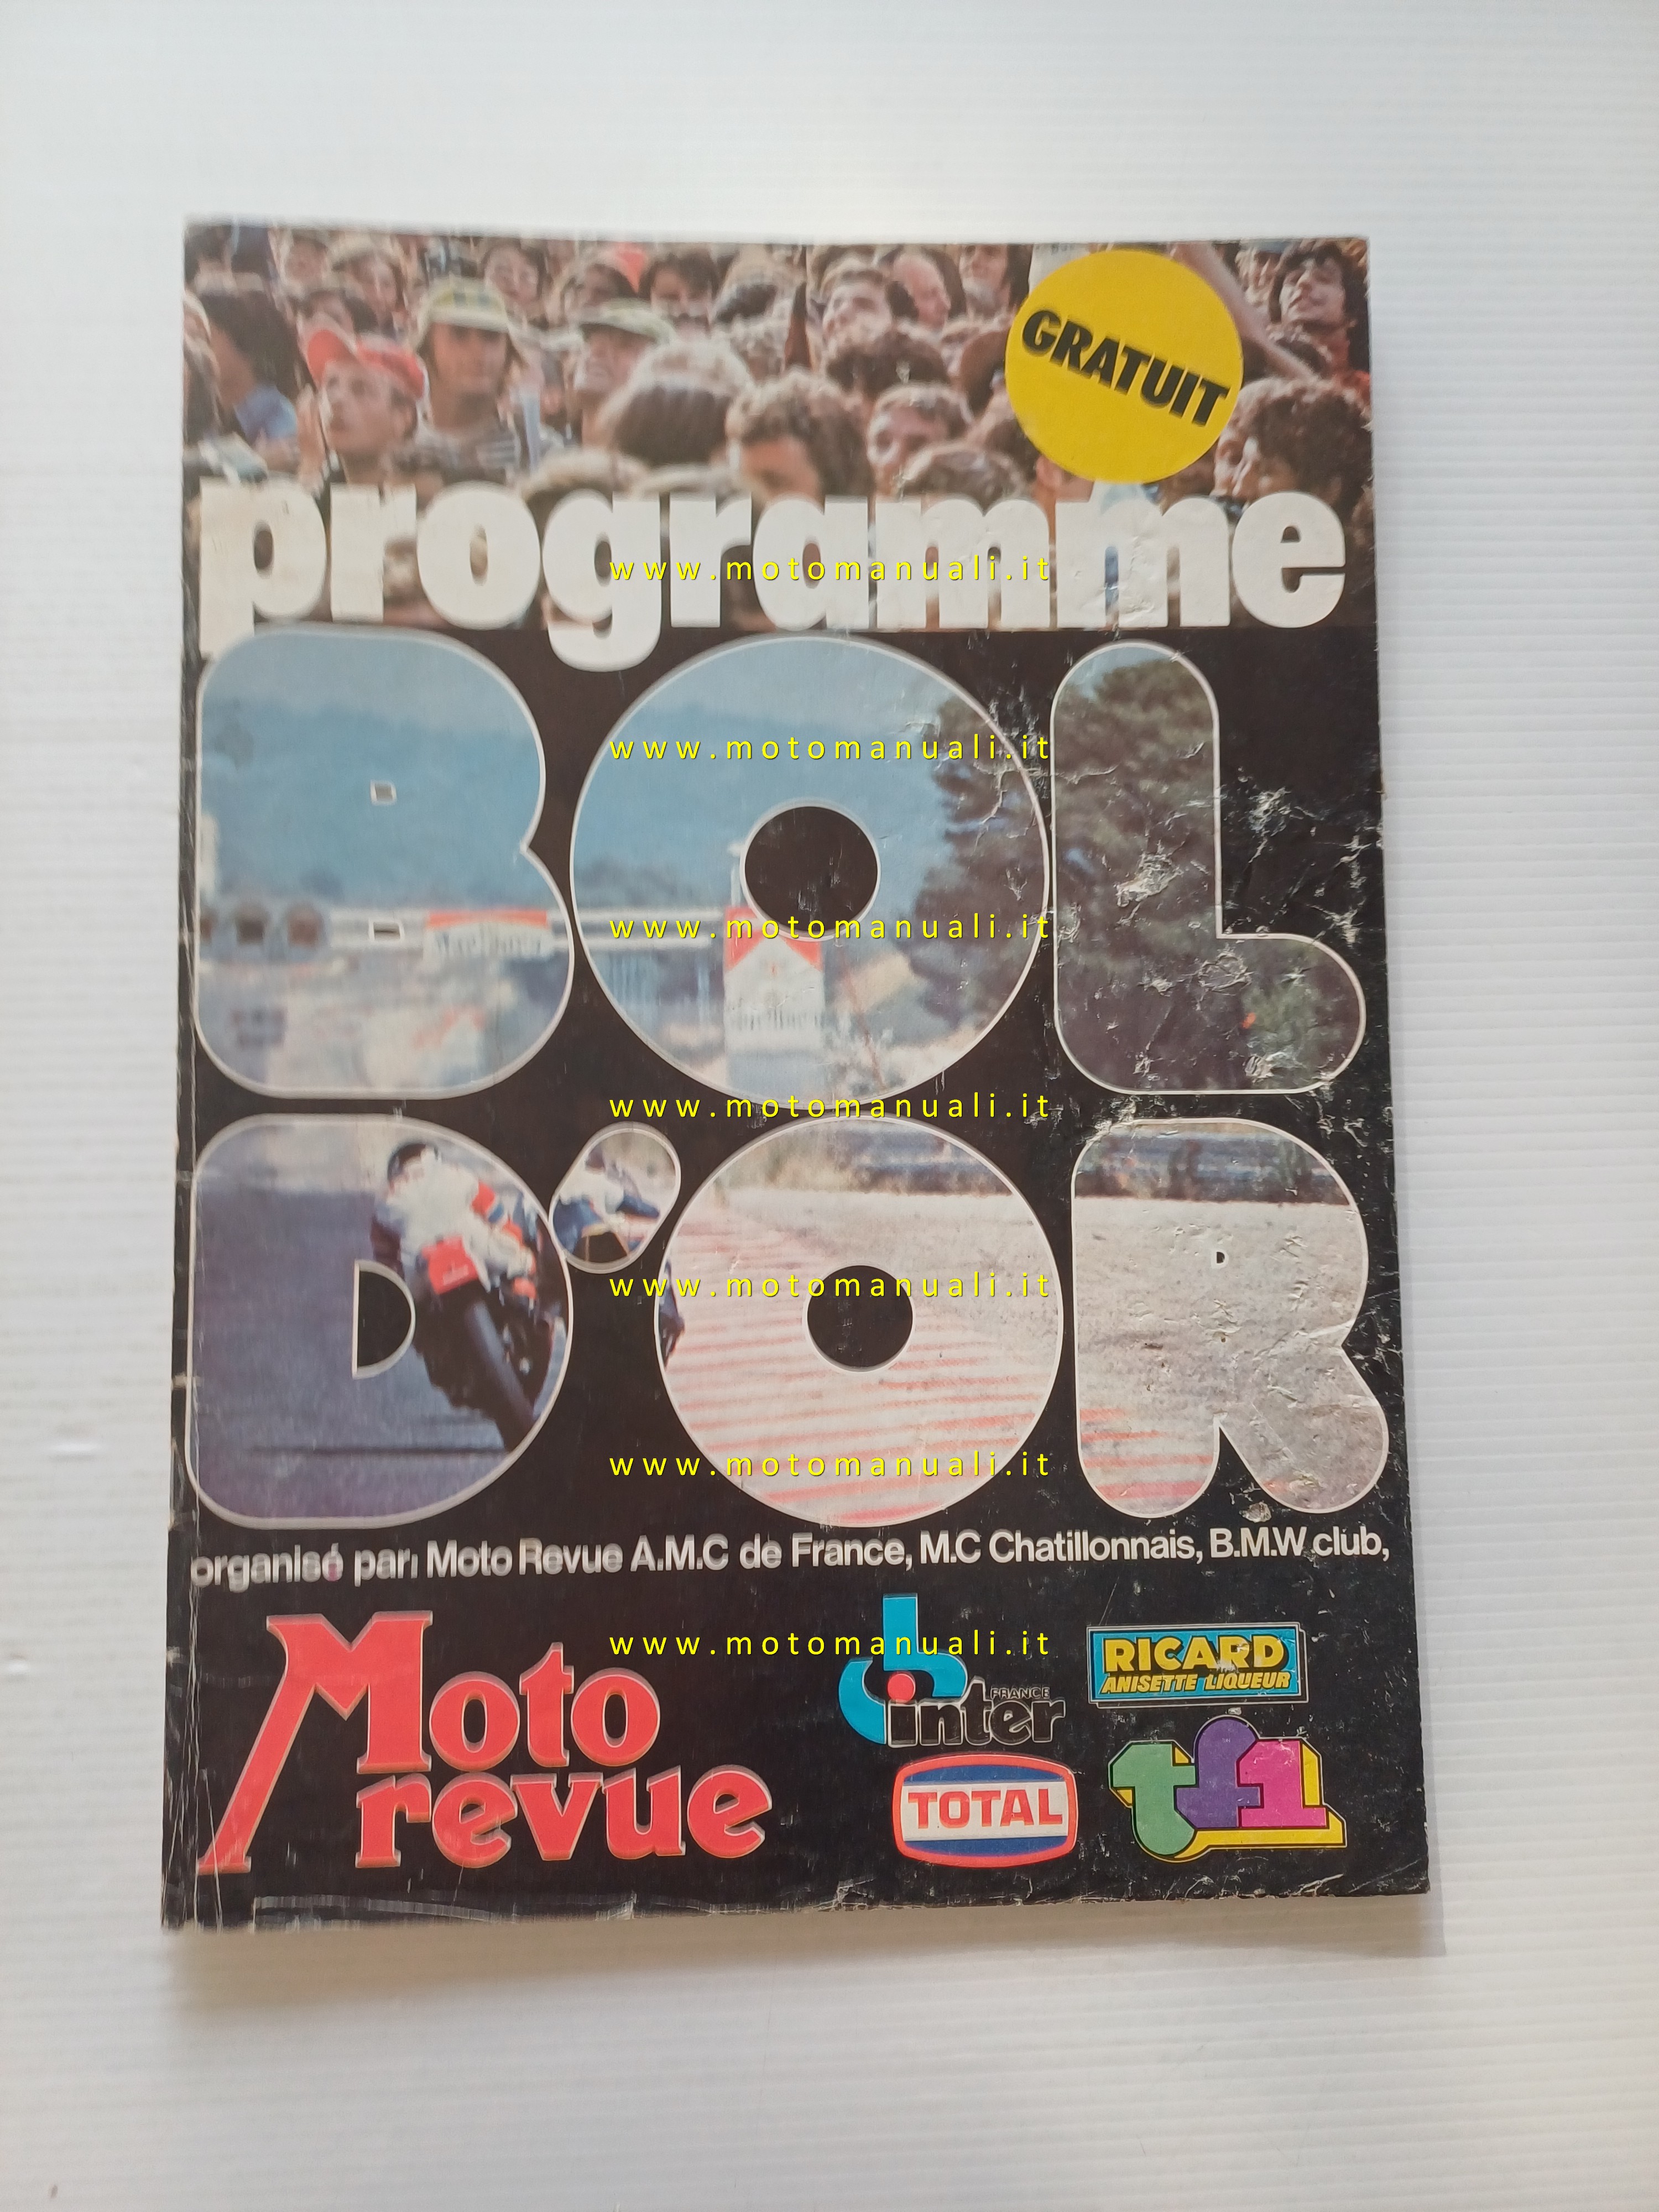 GRATUIT
programme
www.motomanuali.it
BOL
www.motomanuali.it
Marlboro
www.motomanuali.it
Marlboro
www.motomanuali.it
D'OR
www.motomanuali.it
www.motomanuali.it
organisé par: Moto Revue A.M.C de France, M.C Chatillonnais, B.M.W club,
www.motomanuali.it
Moto
revue
FRANCE
inter
RICARD
ANISETTE LIQUEUR
TOTAL
tf1